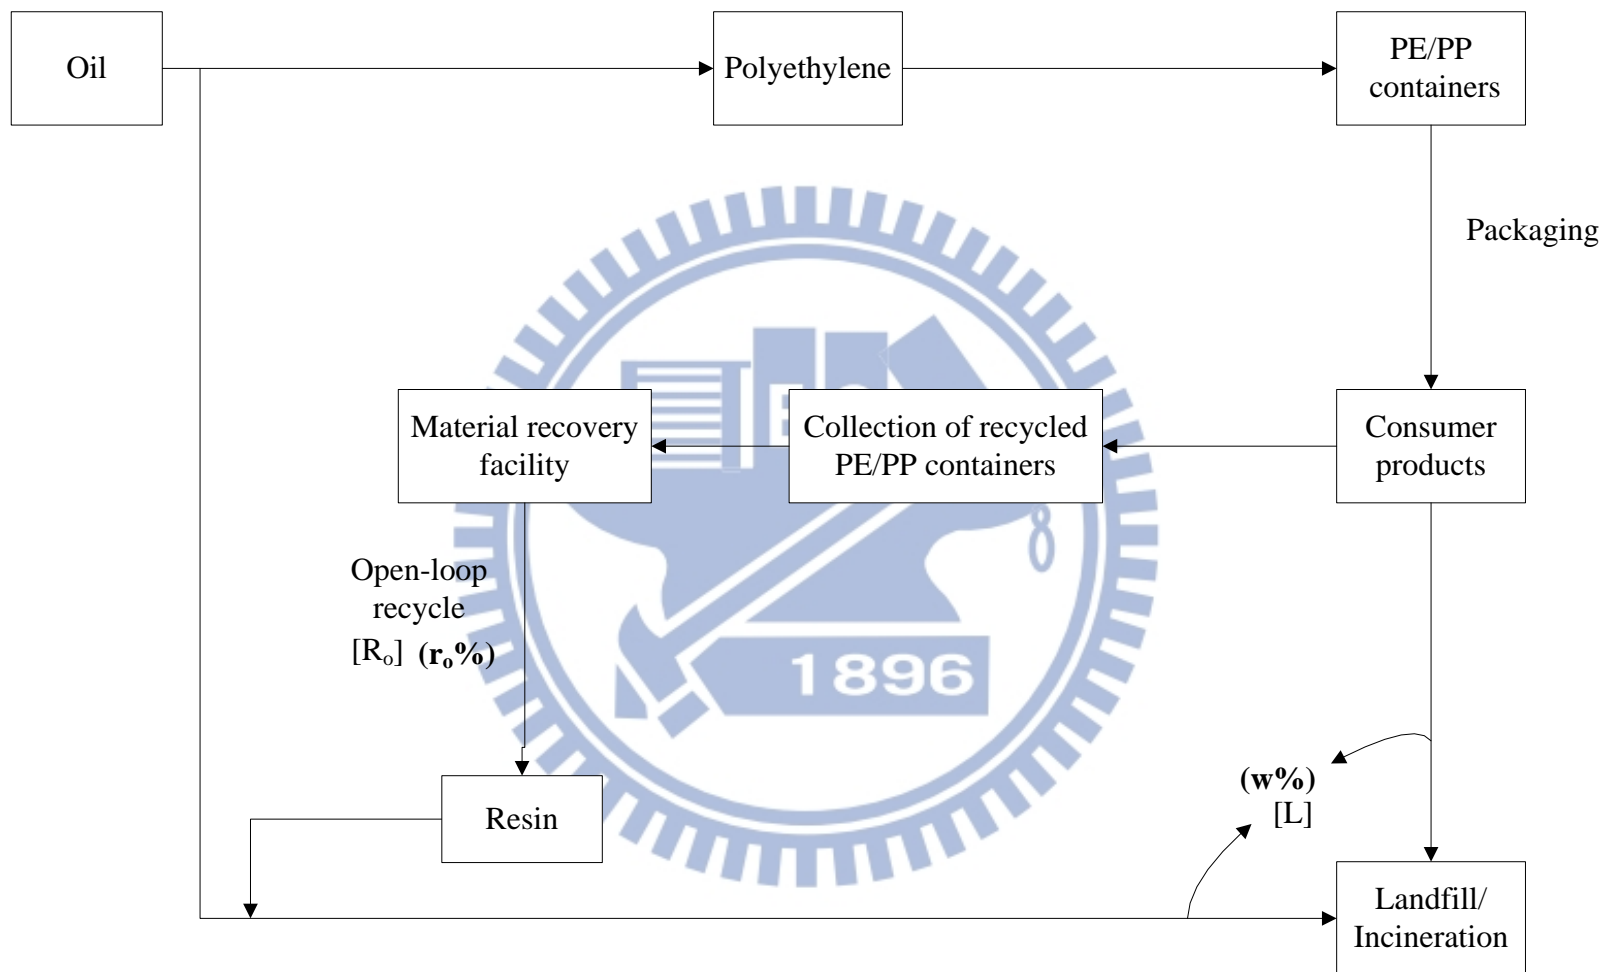 Oil
Polyethylene
PE/PP
containers
Packaging
Material recovery
facility
Collection of recycled
PE/PP containers
Consumer
products
Open-loop
recycle
[Rₒ] (rₒ%)
1896
(w%)
[L]
Resin
Landfill/
Incineration